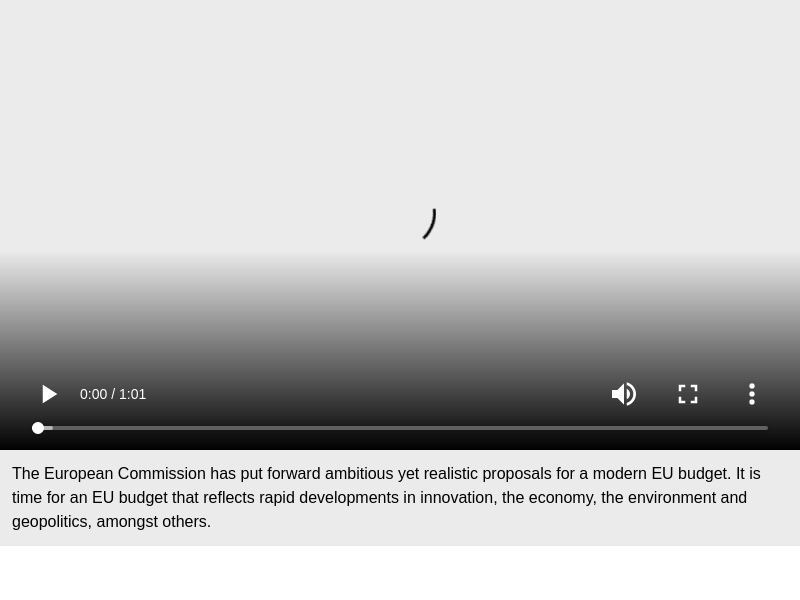 0:00 / 1:01
The European Commission has put forward ambitious yet realistic proposals for a modern EU budget. It is
time for an EU budget that reflects rapid developments in innovation, the economy, the environment and
geopolitics, amongst others.